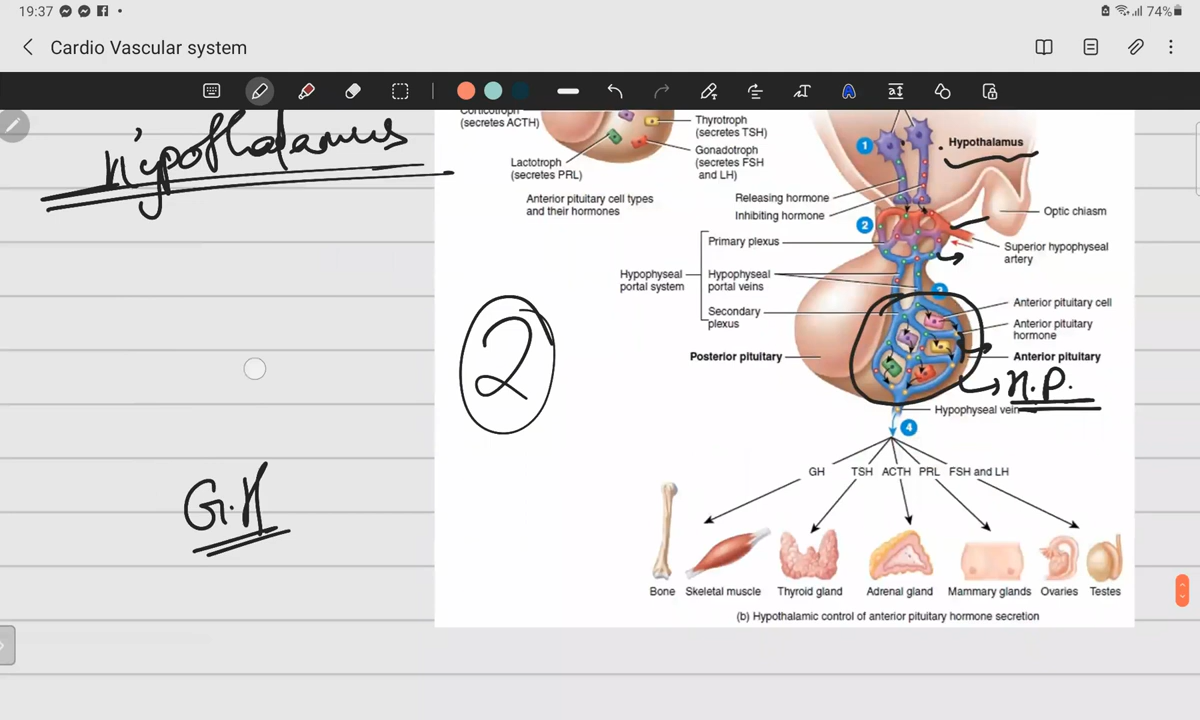 19:37
74%
Cardio Vascular system
Hypothalamus
(secretes ACTH)
Lactotroph
(secretes PRL)
Thyrotroph
(secretes TSH)
Gonadotroph
(secretes FSH
and LH)
Anterior pituitary cell types
and their hormones
1
Hypothalamus
Releasing hormone
Inhibiting hormone
2
Optic chiasm
Primary plexus
Superior hypophyseal
artery
Hypophyseal
portal system
Hypophyseal
portal veins
3
Secondary
plexus
Anterior pituitary cell
Anterior pituitary
hormone
Posterior pituitary
Anterior pituitary
2
H.P.
Hypophyseal vein
4
GH TSH ACTH PRL FSH and LH
G.H
Bone Skeletal muscle Thyroid gland Adrenal gland Mammary glands Ovaries Testes
(b) Hypothalamic control of anterior pituitary hormone secretion